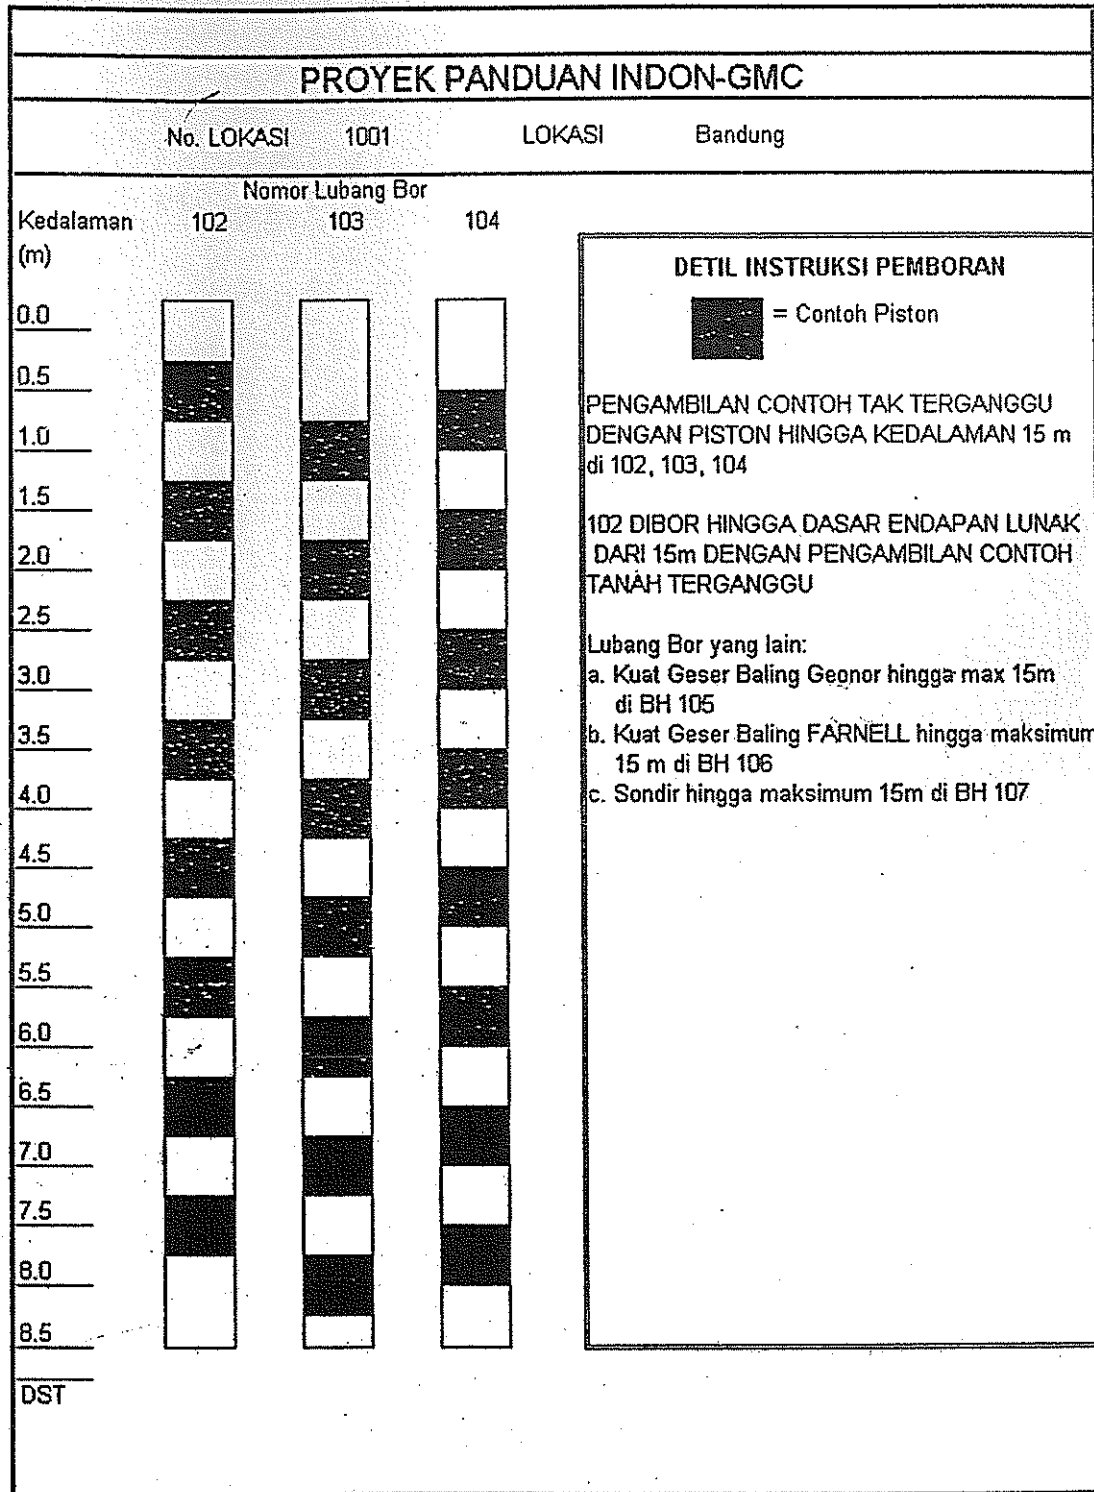 PROYEK PANDUAN INDON-GMC
No. LOKASI 1001 LOKASI Bandung
Nomor Lubang Bor
Kedalaman 102 103 104
(m)
0.0
0.5
1.0
1.5
2.0
2.5
3.0
3.5
4.0
4.5
5.0
5.5
6.0
6.5
7.0
7.5
8.0
8.5
DST
DETIL INSTRUKSI PEMBORAN
= Contoh Piston
PENGAMBILAN CONTOH TAK TERGANGGU
DENGAN PISTON HINGGA KEDALAMAN 15 m
di 102, 103, 104
102 DIBOR HINGGA DASAR ENDAPAN LUNAK
DARI 15m DENGAN PENGAMBILAN CONTOH
TANAH TERGANGGU
Lubang Bor yang lain:
a. Kuat Geser Baling Geonor hingga max 15m
di BH 105
b. Kuat Geser Baling FARNELL hingga maksimum
15 m di BH 106
c. Sondir hingga maksimum 15m di BH 107